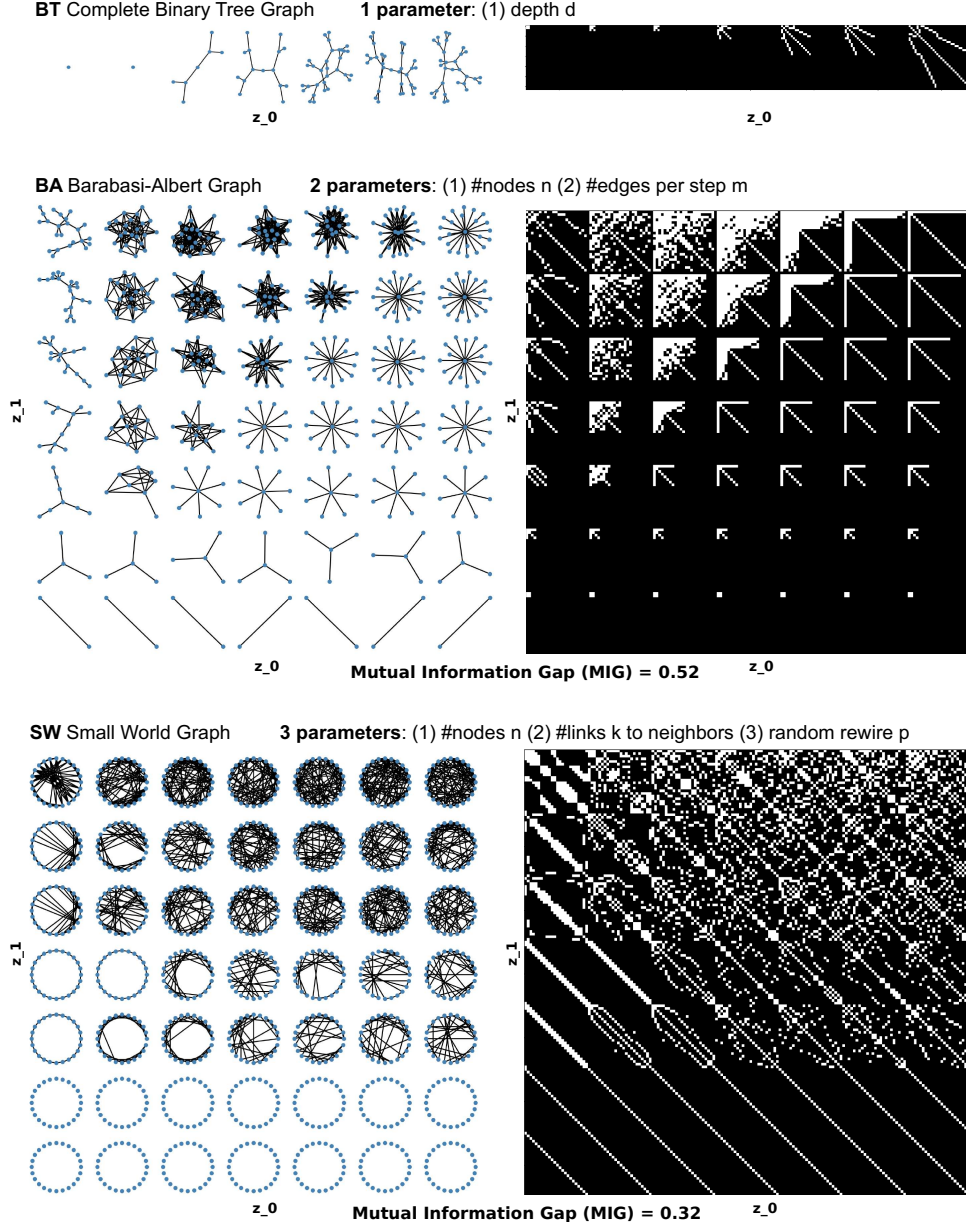 BT Complete Binary Tree Graph 1 parameter: (1) depth d
z_0 z_0
BA Barabasi-Albert Graph 2 parameters: (1) #nodes n (2) #edges per step m
z_1 z_1
z_0 z_0
Mutual Information Gap (MIG) = 0.52
SW Small World Graph 3 parameters: (1) #nodes n (2) #links k to neighbors (3) random rewire p
z_1 z_1
z_0 z_0
Mutual Information Gap (MIG) = 0.32